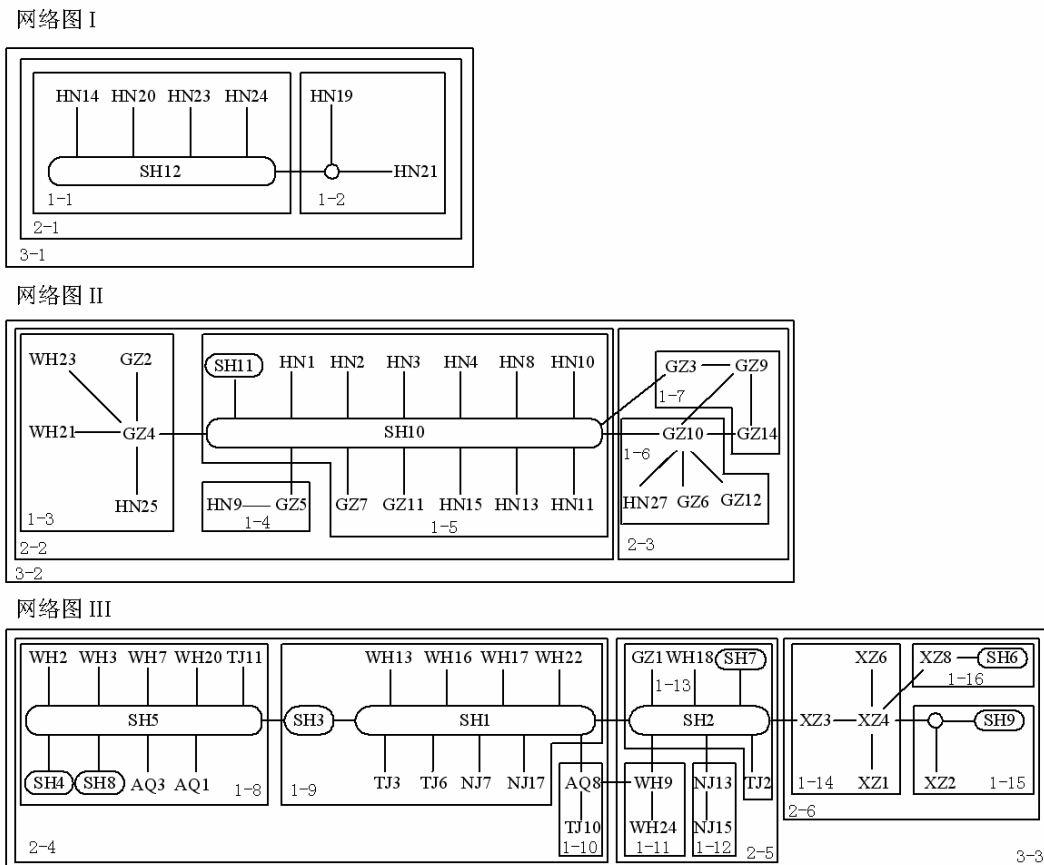 网络图 I
HN14 HN20 HN23 HN24 HN19
SH12 HN21
1-1 1-2
2-1
3-1
网络图 II
WH23 GZ2 SH11 HN1 HN2 HN3 HN4 HN8 HN10 GZ3 GZ9
1-7
WH21 GZ4 SH10 GZ10 GZ14
1-6
HN25 HN9 GZ5 GZ7 GZ11 HN15 HN13 HN11 HN27 GZ6 GZ12
1-3 1-4 1-5
2-2 2-3
3-2
网络图 III
WH2 WH3 WH7 WH20 TJ11 WH13 WH16 WH17 WH22 GZ1 WH18 SH7 XZ6 XZ8 SH6
1-13 1-16
SH5 SH3 SH1 SH2 XZ3 XZ4 SH9
SH4 SH8 AQ3 AQ1 1-8 1-9 TJ3 TJ6 NJ7 NJ17 AQ8 WH9 NJ13 TJ2 1-14 XZ1 XZ2 1-15
2-6
TJ10 WH24 NJ15
2-4 1-10 1-11 1-12 2-5 3-3